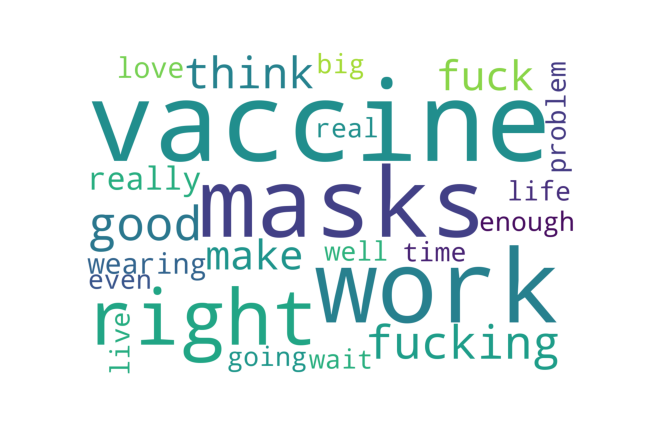 love think big fuck problem
vaccine
real
really masks life
good enough
wearing make well time
even work
right
live fucking
going wait